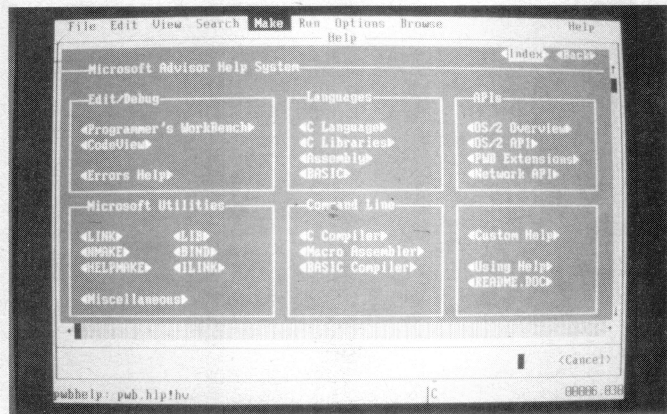 File Edit View Search Make Run Options Browse Help
Help
◄Index► ◄Back►
Microsoft Advisor Help System
Edit/Debug
◄Programmer's WorkBench►
◄CodeView►
◄Errors Help►
Languages
◄C Language►
◄C Libraries►
◄Assembly►
◄BASIC►
APIs
◄OS/2 Overview►
◄OS/2 API►
◄PWB Extensions►
◄Network API►
Microsoft Utilities
◄LINK► ◄LIB►
◄NMAKE► ◄BIND►
◄HELPMAKE► ◄ILINK►
◄Miscellaneous►
Command Line
◄C Compiler►
◄Macro Assembler►
◄BASIC Compiler►
◄Custom Help►
◄Using Help►
◄README.DOC►
<Cancel>
pwbhelp: pwb.hlp!hv C 00006.038